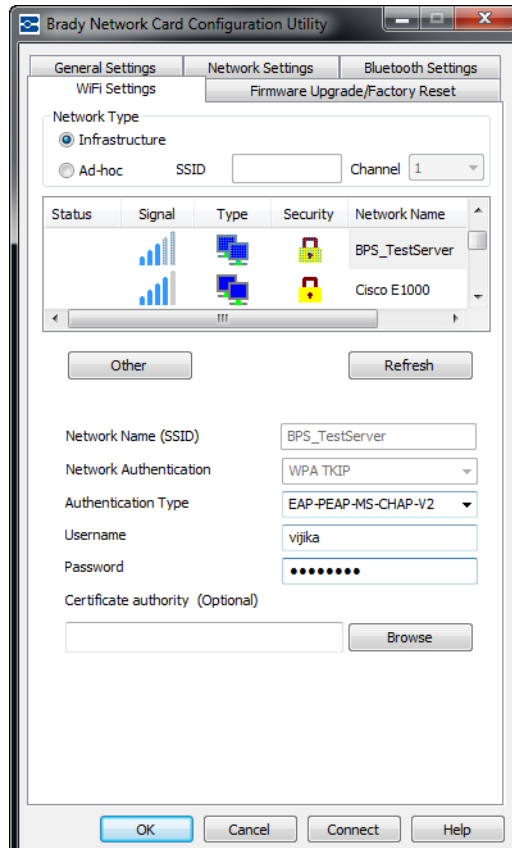 Brady Network Card Configuration Utility
General Settings Network Settings Bluetooth Settings
WiFi Settings Firmware Upgrade/Factory Reset
Network Type
Infrastructure
Ad-hoc SSID Channel 1
Status Signal Type Security Network Name
BPS_TestServer
Cisco E1000
Other Refresh
Network Name (SSID) BPS_TestServer
Network Authentication WPA TKIP
Authentication Type EAP-PEAP-MS-CHAP-V2
Username vijika
Password ••••••••
Certificate authority (Optional)
Browse
OK Cancel Connect Help